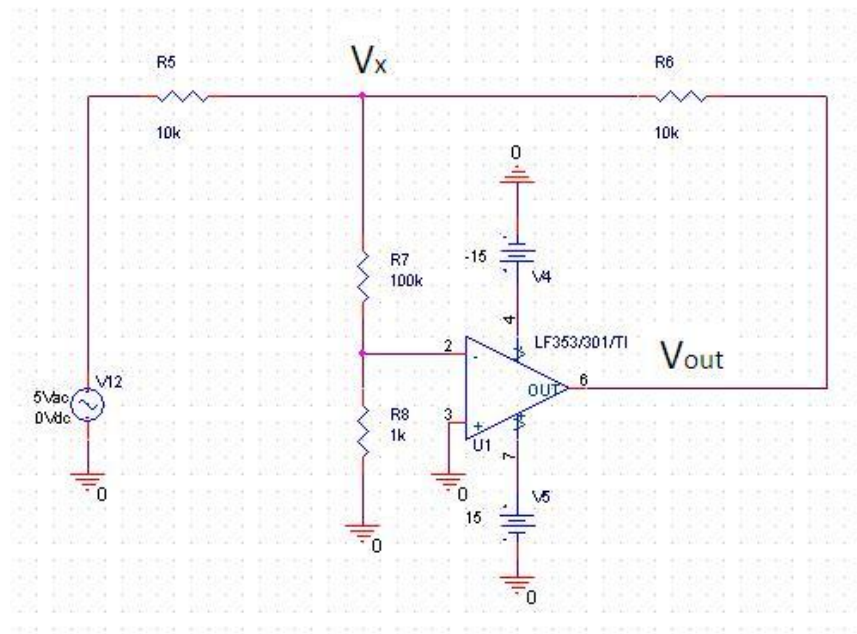 R5
Vx
R6
10k
10k
0
R7
100k
-15
V4
4
2
-
LF353/301/TI
Vout
V12
5Vac
0Vdc
OUT
6
R8
1k
3
+
U1
0
0
7
V5
15
0
0